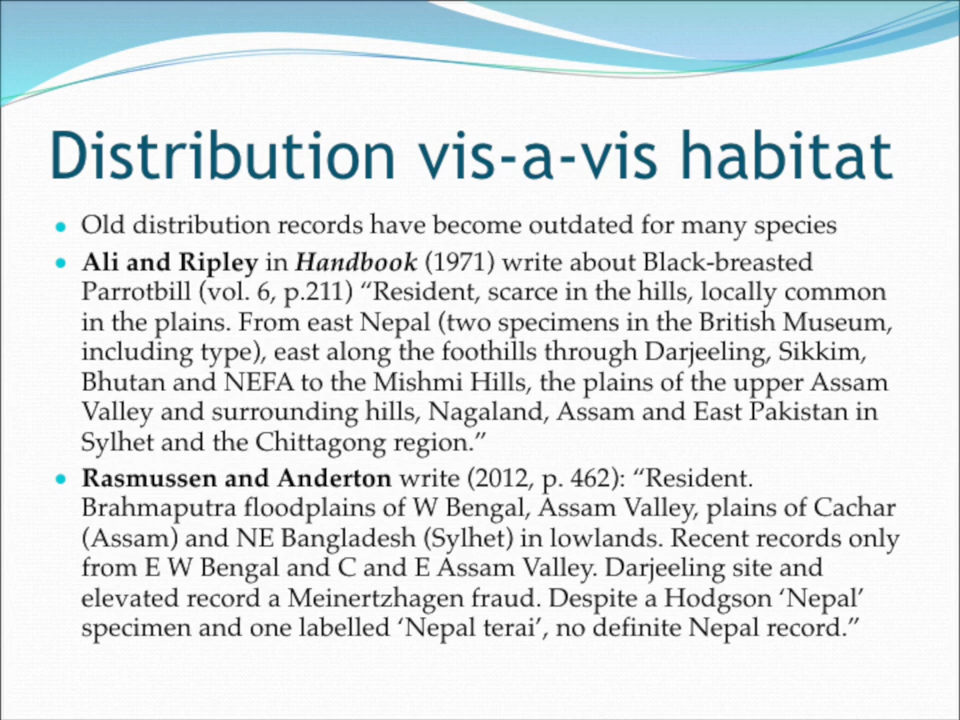 Distribution vis-a-vis habitat
• Old distribution records have become outdated for many species
• Ali and Ripley in Handbook (1971) write about Black-breasted
Parrotbill (vol. 6, p.211) “Resident, scarce in the hills, locally common
in the plains. From east Nepal (two specimens in the British Museum,
including type), east along the foothills through Darjeeling, Sikkim,
Bhutan and NEFA to the Mishmi Hills, the plains of the upper Assam
Valley and surrounding hills, Nagaland, Assam and East Pakistan in
Sylhet and the Chittagong region.”
• Rasmussen and Anderton write (2012, p. 462): “Resident.
Brahmaputra floodplains of W Bengal, Assam Valley, plains of Cachar
(Assam) and NE Bangladesh (Sylhet) in lowlands. Recent records only
from E W Bengal and C and E Assam Valley. Darjeeling site and
elevated record a Meinertzhagen fraud. Despite a Hodgson ‘Nepal’
specimen and one labelled ‘Nepal terai’, no definite Nepal record.”